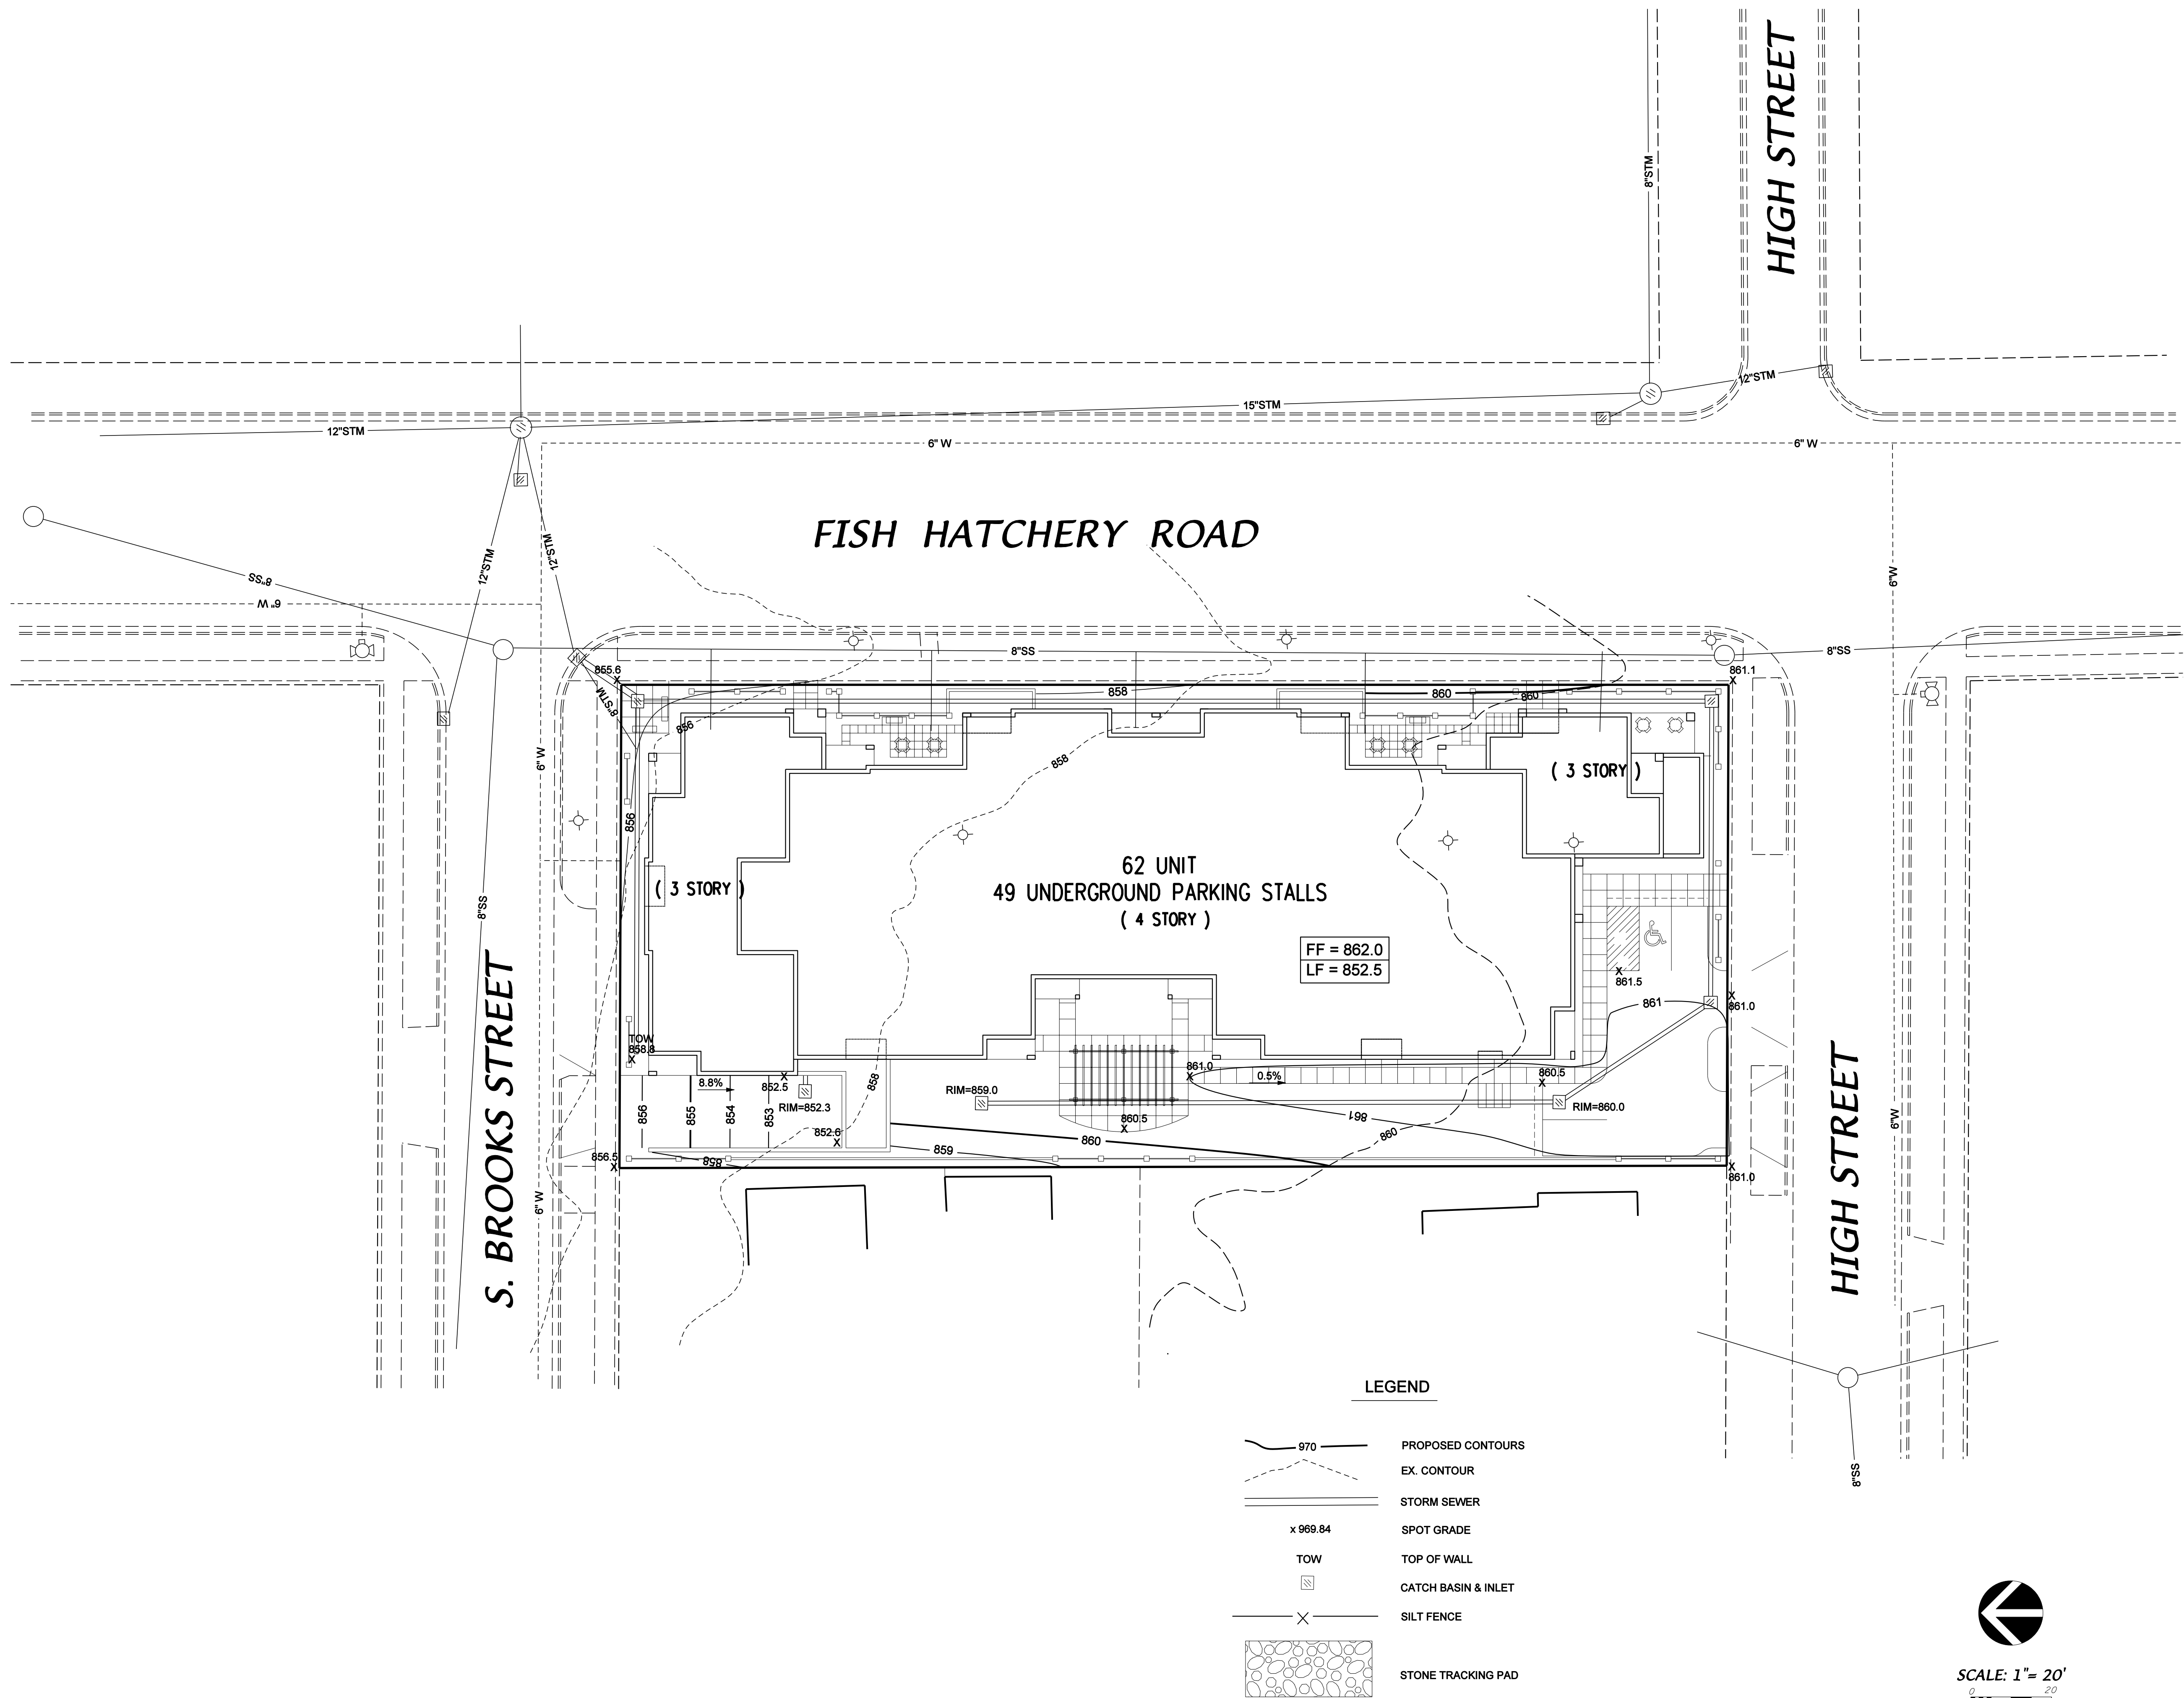 HIGH STREET
8"STM
12"STM
15"STM
12"STM
6" W
6" W
FISH HATCHERY ROAD
12"STM
12"STM
8"SS
6" W
6"W
8"SS
8"SS
855.6
861.1
8"STM
858
860
860
856
858
6" W
( 3 STORY )
856
62 UNIT
49 UNDERGROUND PARKING STALLS
( 4 STORY )
( 3 STORY )
8"SS
FF = 862.0
LF = 852.5
861.5
861
861.0
S. BROOKS STREET
TOW
858.8
8.8%
852.5
858
RIM=859.0
861.0
0.5%
860.5
856
855
854
853
RIM=852.3
852.6
860.5
861
RIM=860.0
860
859
860
856.5
858
861.0
6" W
6"W
HIGH STREET
8"SS
LEGEND
970
PROPOSED CONTOURS
EX. CONTOUR
STORM SEWER
x 969.84
SPOT GRADE
TOW
TOP OF WALL
CATCH BASIN & INLET
SILT FENCE
STONE TRACKING PAD
SCALE: 1"= 20'
0 20